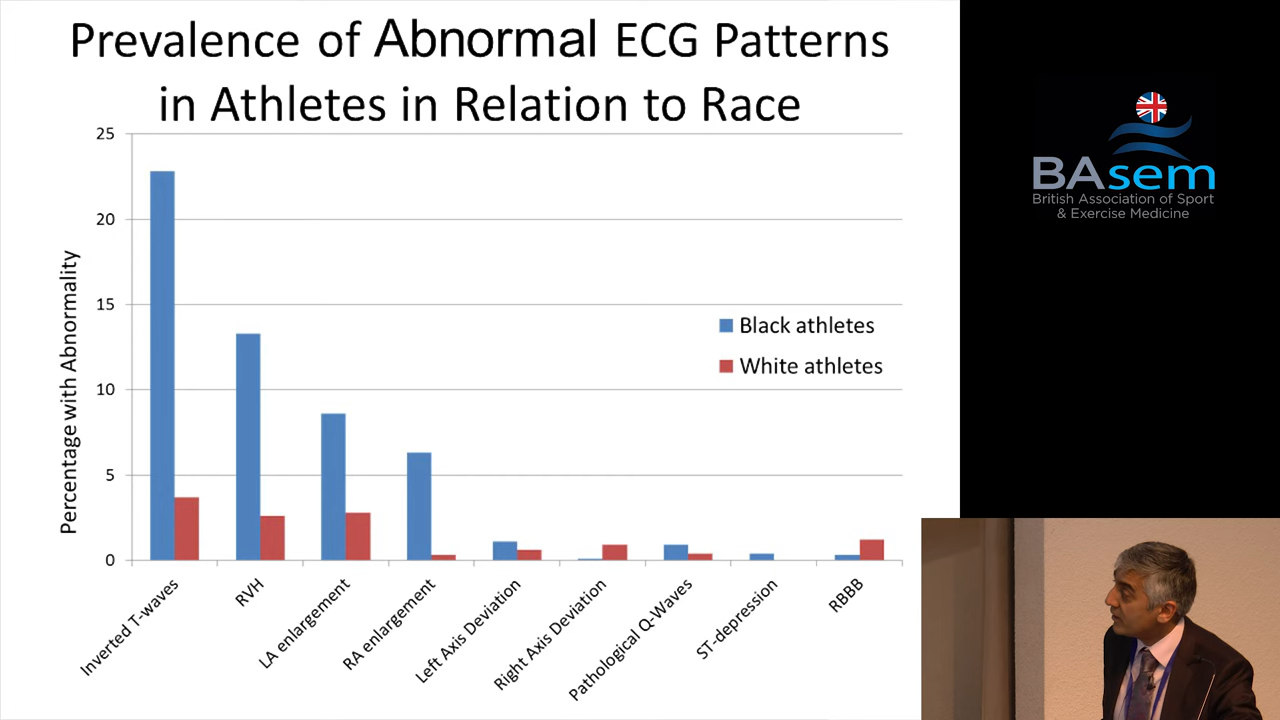 Prevalence of Abnormal ECG Patterns
in Athletes in Relation to Race
25
20
15
10
5
0
Percentage with Abnormality
Black athletes
White athletes
Inverted T-waves
RVH
LA enlargement
RA enlargement
Left Axis Deviation
Right Axis Deviation
Pathological Q-Waves
ST-depression
RBBB
BAsem
British Association of Sport
& Exercise Medicine